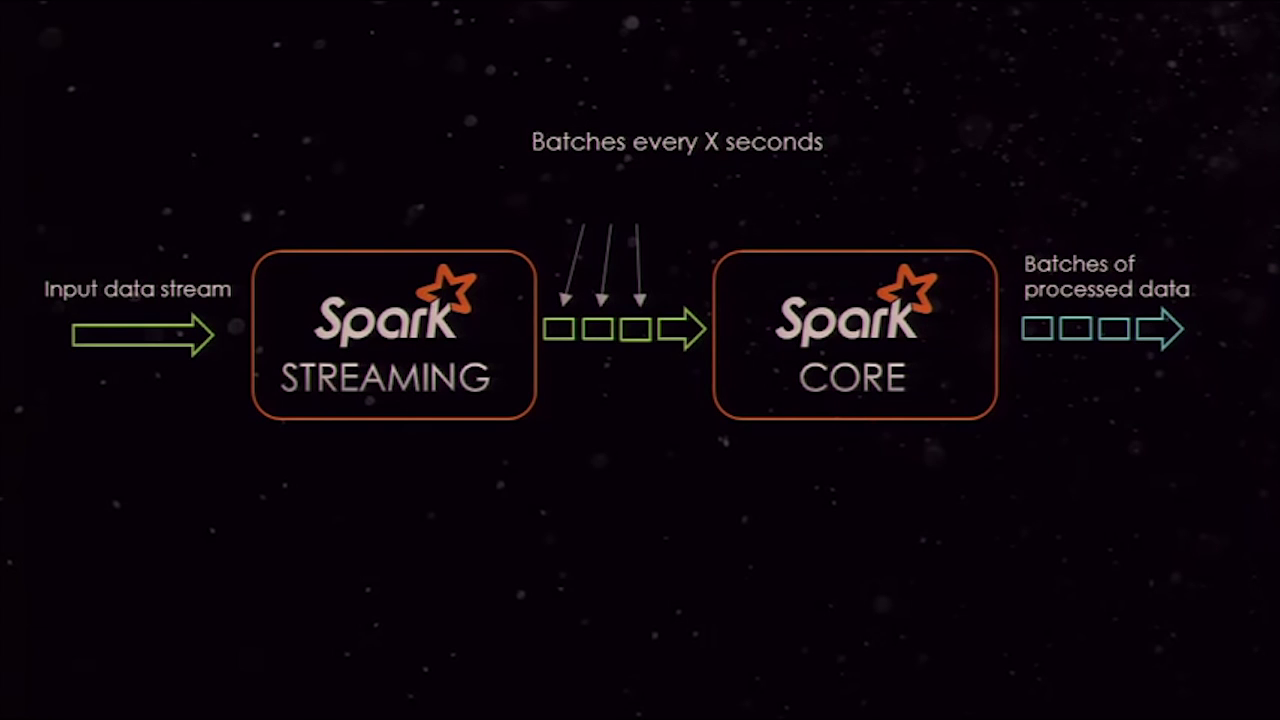 Batches every X seconds
Input data stream
Spark
STREAMING
Spark
CORE
Batches of
processed data